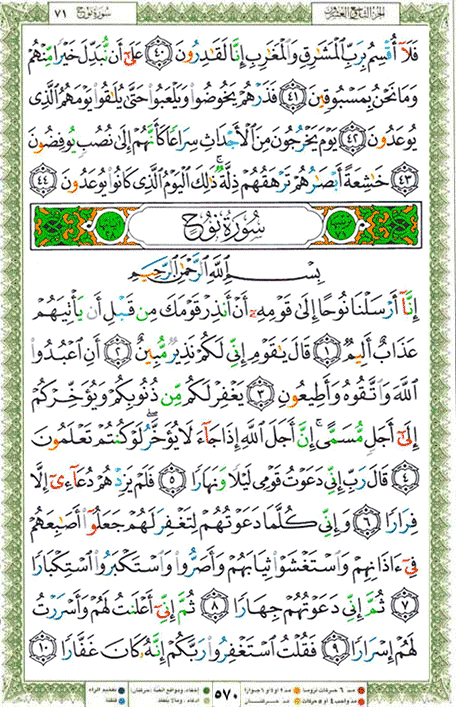 سُورَةُ نُوحٍ ٧١
الجزء التاسع والعشرون
فَلَآ أُقْسِمُ بِرَبِّ ٱلْمَشَٰرِقِ وَٱلْمَغَٰرِبِ إِنَّا لَقَٰدِرُونَ ٤٠ عَلَىٰٓ أَن نُّبَدِّلَ خَيْرًا مِّنْهُمْ
وَمَا نَحْنُ بِمَسْبُوقِينَ ٤١ فَذَرْهُمْ يَخُوضُوا۟ وَيَلْعَبُوا۟ حَتَّىٰ يُلَٰقُوا۟ يَوْمَهُمُ ٱلَّذِى
يُوعَدُونَ ٤٢ يَوْمَ يَخْرُجُونَ مِنَ ٱلْأَجْدَاثِ سِرَاعًا كَأَنَّهُمْ إِلَىٰ نُصُبٍ يُوفِضُونَ
٤٣ خَٰشِعَةً أَبْصَٰرُهُمْ تَرْهَقُهُمْ ذِلَّةٌ ۚ ذَٰلِكَ ٱلْيَوْمُ ٱلَّذِى كَانُوا۟ يُوعَدُونَ ٤٤
سُورَةُ نُوحٍ
بِسْمِ ٱللَّهِ ٱلرَّحْمَٰنِ ٱلرَّحِيمِ
إِنَّآ أَرْسَلْنَا نُوحًا إِلَىٰ قَوْمِهِۦٓ أَنْ أَنذِرْ قَوْمَكَ مِن قَبْلِ أَن يَأْتِيَهُمْ
عَذَابٌ أَلِيمٌ ١ قَالَ يَٰقَوْمِ إِنِّى لَكُمْ نَذِيرٌ مُّبِينٌ ٢ أَنِ ٱعْبُدُوا۟
ٱللَّهَ وَٱتَّقُوهُ وَأَطِيعُونِ ٣ يَغْفِرْ لَكُم مِّن ذُنُوبِكُمْ وَيُؤَخِّرْكُمْ
إِلَىٰٓ أَجَلٍ مُّسَمًّى ۚ إِنَّ أَجَلَ ٱللَّهِ إِذَا جَآءَ لَا يُؤَخَّرُ ۖ لَوْ كُنتُمْ تَعْلَمُونَ
٤ قَالَ رَبِّ إِنِّى دَعَوْتُ قَوْمِى لَيْلًا وَنَهَارًا ٥ فَلَمْ يَزِدْهُمْ دُعَآءِىٓ إِلَّا
فِرَارًا ٦ وَإِنِّى كُلَّمَا دَعَوْتُهُمْ لِتَغْفِرَ لَهُمْ جَعَلُوٓا۟ أَصَٰبِعَهُمْ
فِىٓ ءَاذَانِهِمْ وَٱسْتَغْشَوْا۟ ثِيَابَهُمْ وَأَصَرُّوا۟ وَٱسْتَكْبَرُوا۟ ٱسْتِكْبَارًا
٧ ثُمَّ إِنِّى دَعَوْتُهُمْ جِهَارًا ٨ ثُمَّ إِنِّىٓ أَعْلَنتُ لَهُمْ وَأَسْرَرْتُ
لَهُمْ إِسْرَارًا ٩ فَقُلْتُ ٱسْتَغْفِرُوا۟ رَبَّكُمْ إِنَّهُۥ كَانَ غَفَّارًا ١٠
٥٧٠